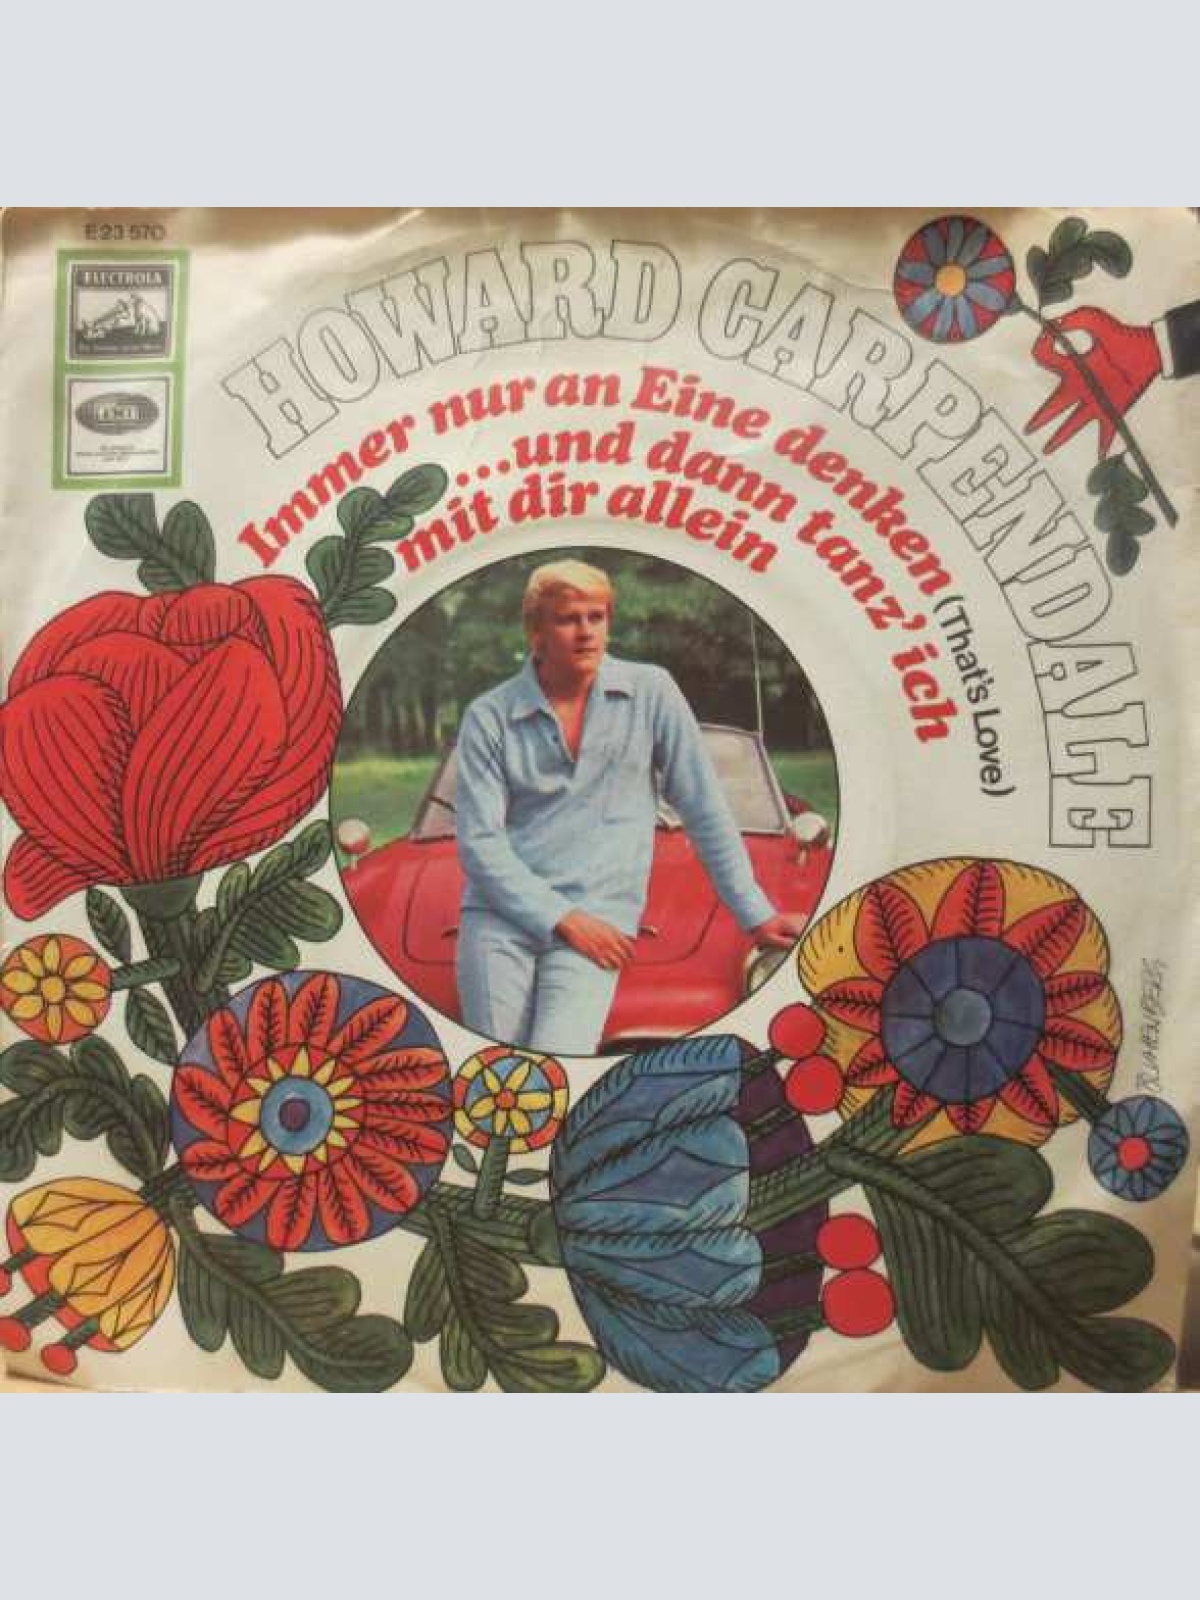 E 23 570
ELECTROLA
EMI
HOWARD CARPENDALE
Immer nur an Eine denken (That's Love)
...und dann tanz' ich
mit dir allein